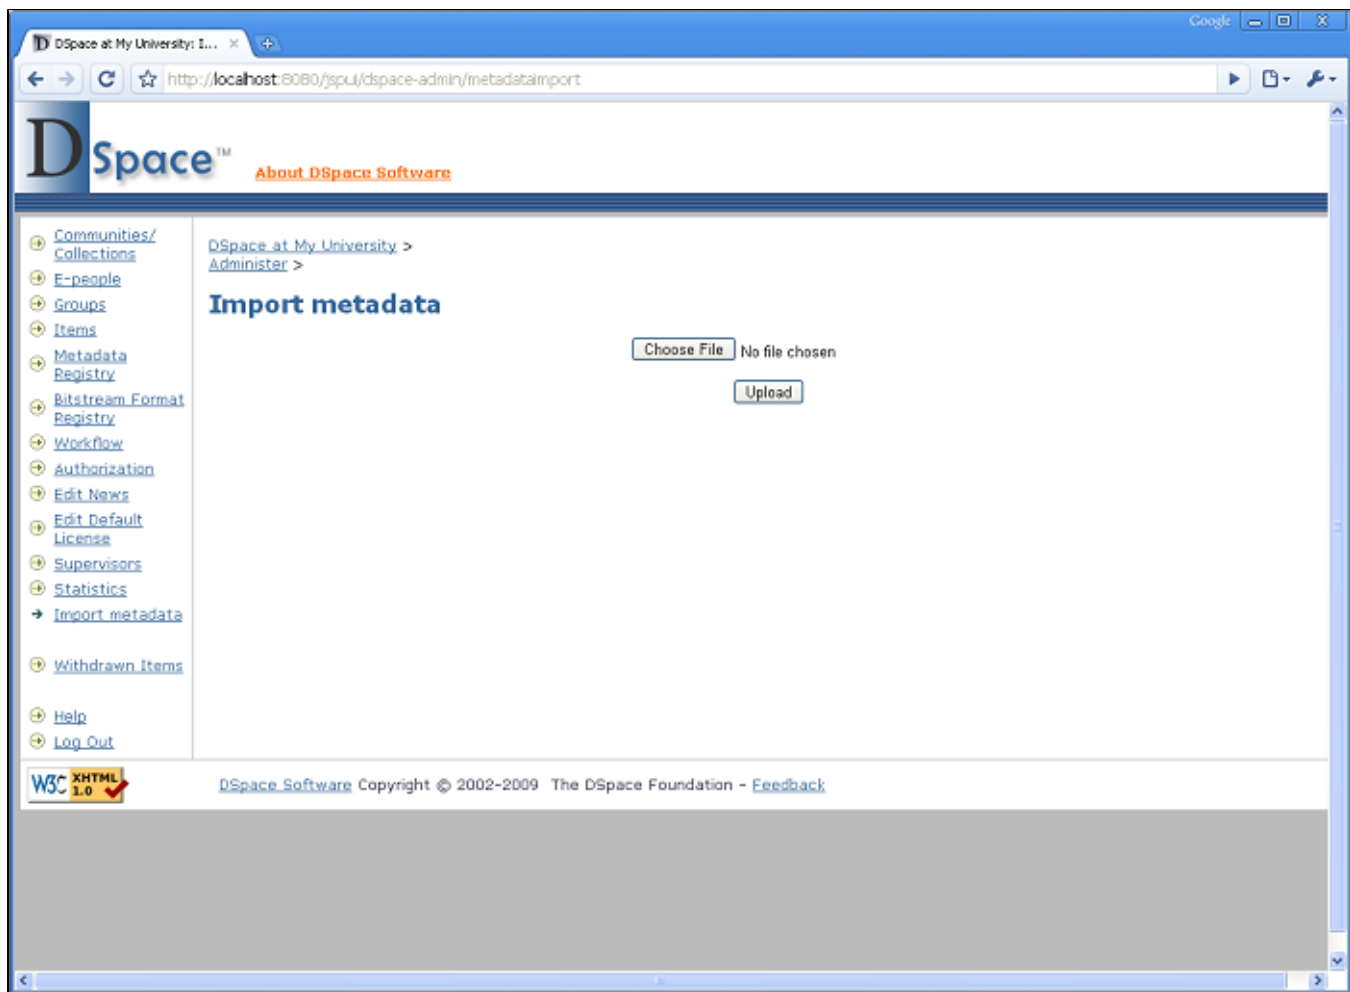 Google
DSpace at My University: I...
http://localhost:8080/jspui/dspace-admin/metadataimport
DSpace™
About DSpace Software
Communities/
Collections
E-people
Groups
Items
Metadata
Registry
Bitstream Format
Registry
Workflow
Authorization
Edit News
Edit Default
License
Supervisors
Statistics
Import metadata
Withdrawn Items
Help
Log Out
DSpace at My University >
Administer >
Import metadata
Choose File No file chosen
Upload
W3C XHTML
1.0
DSpace Software Copyright © 2002-2009 The DSpace Foundation - Feedback